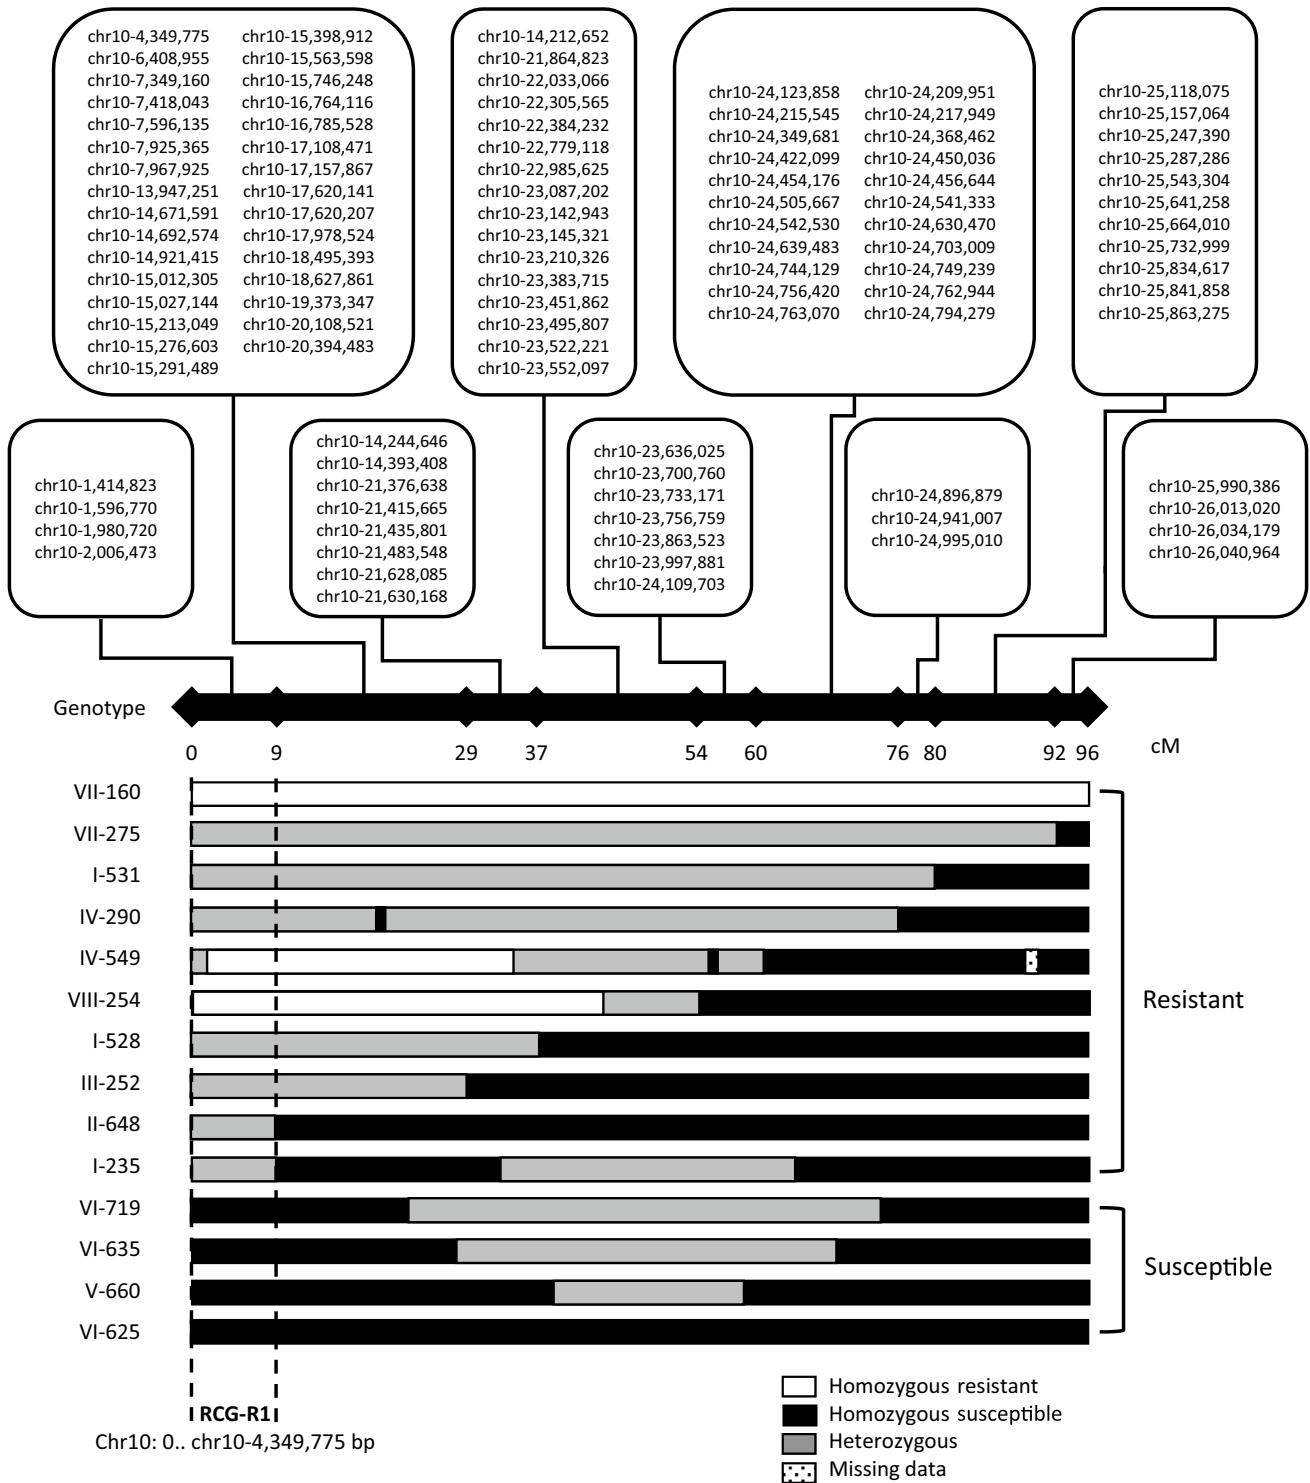 chr10-4,349,775 chr10-15,398,912
chr10-6,408,955 chr10-15,563,598
chr10-7,349,160 chr10-15,746,248
chr10-7,418,043 chr10-16,764,116
chr10-7,596,135 chr10-16,785,528
chr10-7,925,365 chr10-17,108,471
chr10-7,967,925 chr10-17,157,867
chr10-13,947,251 chr10-17,620,141
chr10-14,671,591 chr10-17,620,207
chr10-14,692,574 chr10-17,978,524
chr10-14,921,415 chr10-18,495,393
chr10-15,012,305 chr10-18,627,861
chr10-15,027,144 chr10-19,373,347
chr10-15,213,049 chr10-20,108,521
chr10-15,276,603 chr10-20,394,483
chr10-15,291,489
chr10-14,212,652
chr10-21,864,823
chr10-22,033,066
chr10-22,305,565
chr10-22,384,232
chr10-22,779,118
chr10-22,985,625
chr10-23,087,202
chr10-23,142,943
chr10-23,145,321
chr10-23,210,326
chr10-23,383,715
chr10-23,451,862
chr10-23,495,807
chr10-23,522,221
chr10-23,552,097
chr10-24,123,858 chr10-24,209,951
chr10-24,215,545 chr10-24,217,949
chr10-24,349,681 chr10-24,368,462
chr10-24,422,099 chr10-24,450,036
chr10-24,454,176 chr10-24,456,644
chr10-24,505,667 chr10-24,541,333
chr10-24,542,530 chr10-24,630,470
chr10-24,639,483 chr10-24,703,009
chr10-24,744,129 chr10-24,749,239
chr10-24,756,420 chr10-24,762,944
chr10-24,763,070 chr10-24,794,279
chr10-25,118,075
chr10-25,157,064
chr10-25,247,390
chr10-25,287,286
chr10-25,543,304
chr10-25,641,258
chr10-25,664,010
chr10-25,732,999
chr10-25,834,617
chr10-25,841,858
chr10-25,863,275
chr10-1,414,823
chr10-1,596,770
chr10-1,980,720
chr10-2,006,473
chr10-14,244,646
chr10-14,393,408
chr10-21,376,638
chr10-21,415,665
chr10-21,435,801
chr10-21,483,548
chr10-21,628,085
chr10-21,630,168
chr10-23,636,025
chr10-23,700,760
chr10-23,733,171
chr10-23,756,759
chr10-23,863,523
chr10-23,997,881
chr10-24,109,703
chr10-24,896,879
chr10-24,941,007
chr10-24,995,010
chr10-25,990,386
chr10-26,013,020
chr10-26,034,179
chr10-26,040,964
Genotype
0 9 29 37 54 60 76 80 92 96 cM
VII-160
VII-275
I-531
IV-290
IV-549
VIII-254
I-528
III-252
II-648
I-235
VI-719
VI-635
V-660
VI-625
Resistant
Susceptible
RCG-R1
Chr10: 0.. chr10-4,349,775 bp
Homozygous resistant
Homozygous susceptible
Heterozygous
Missing data